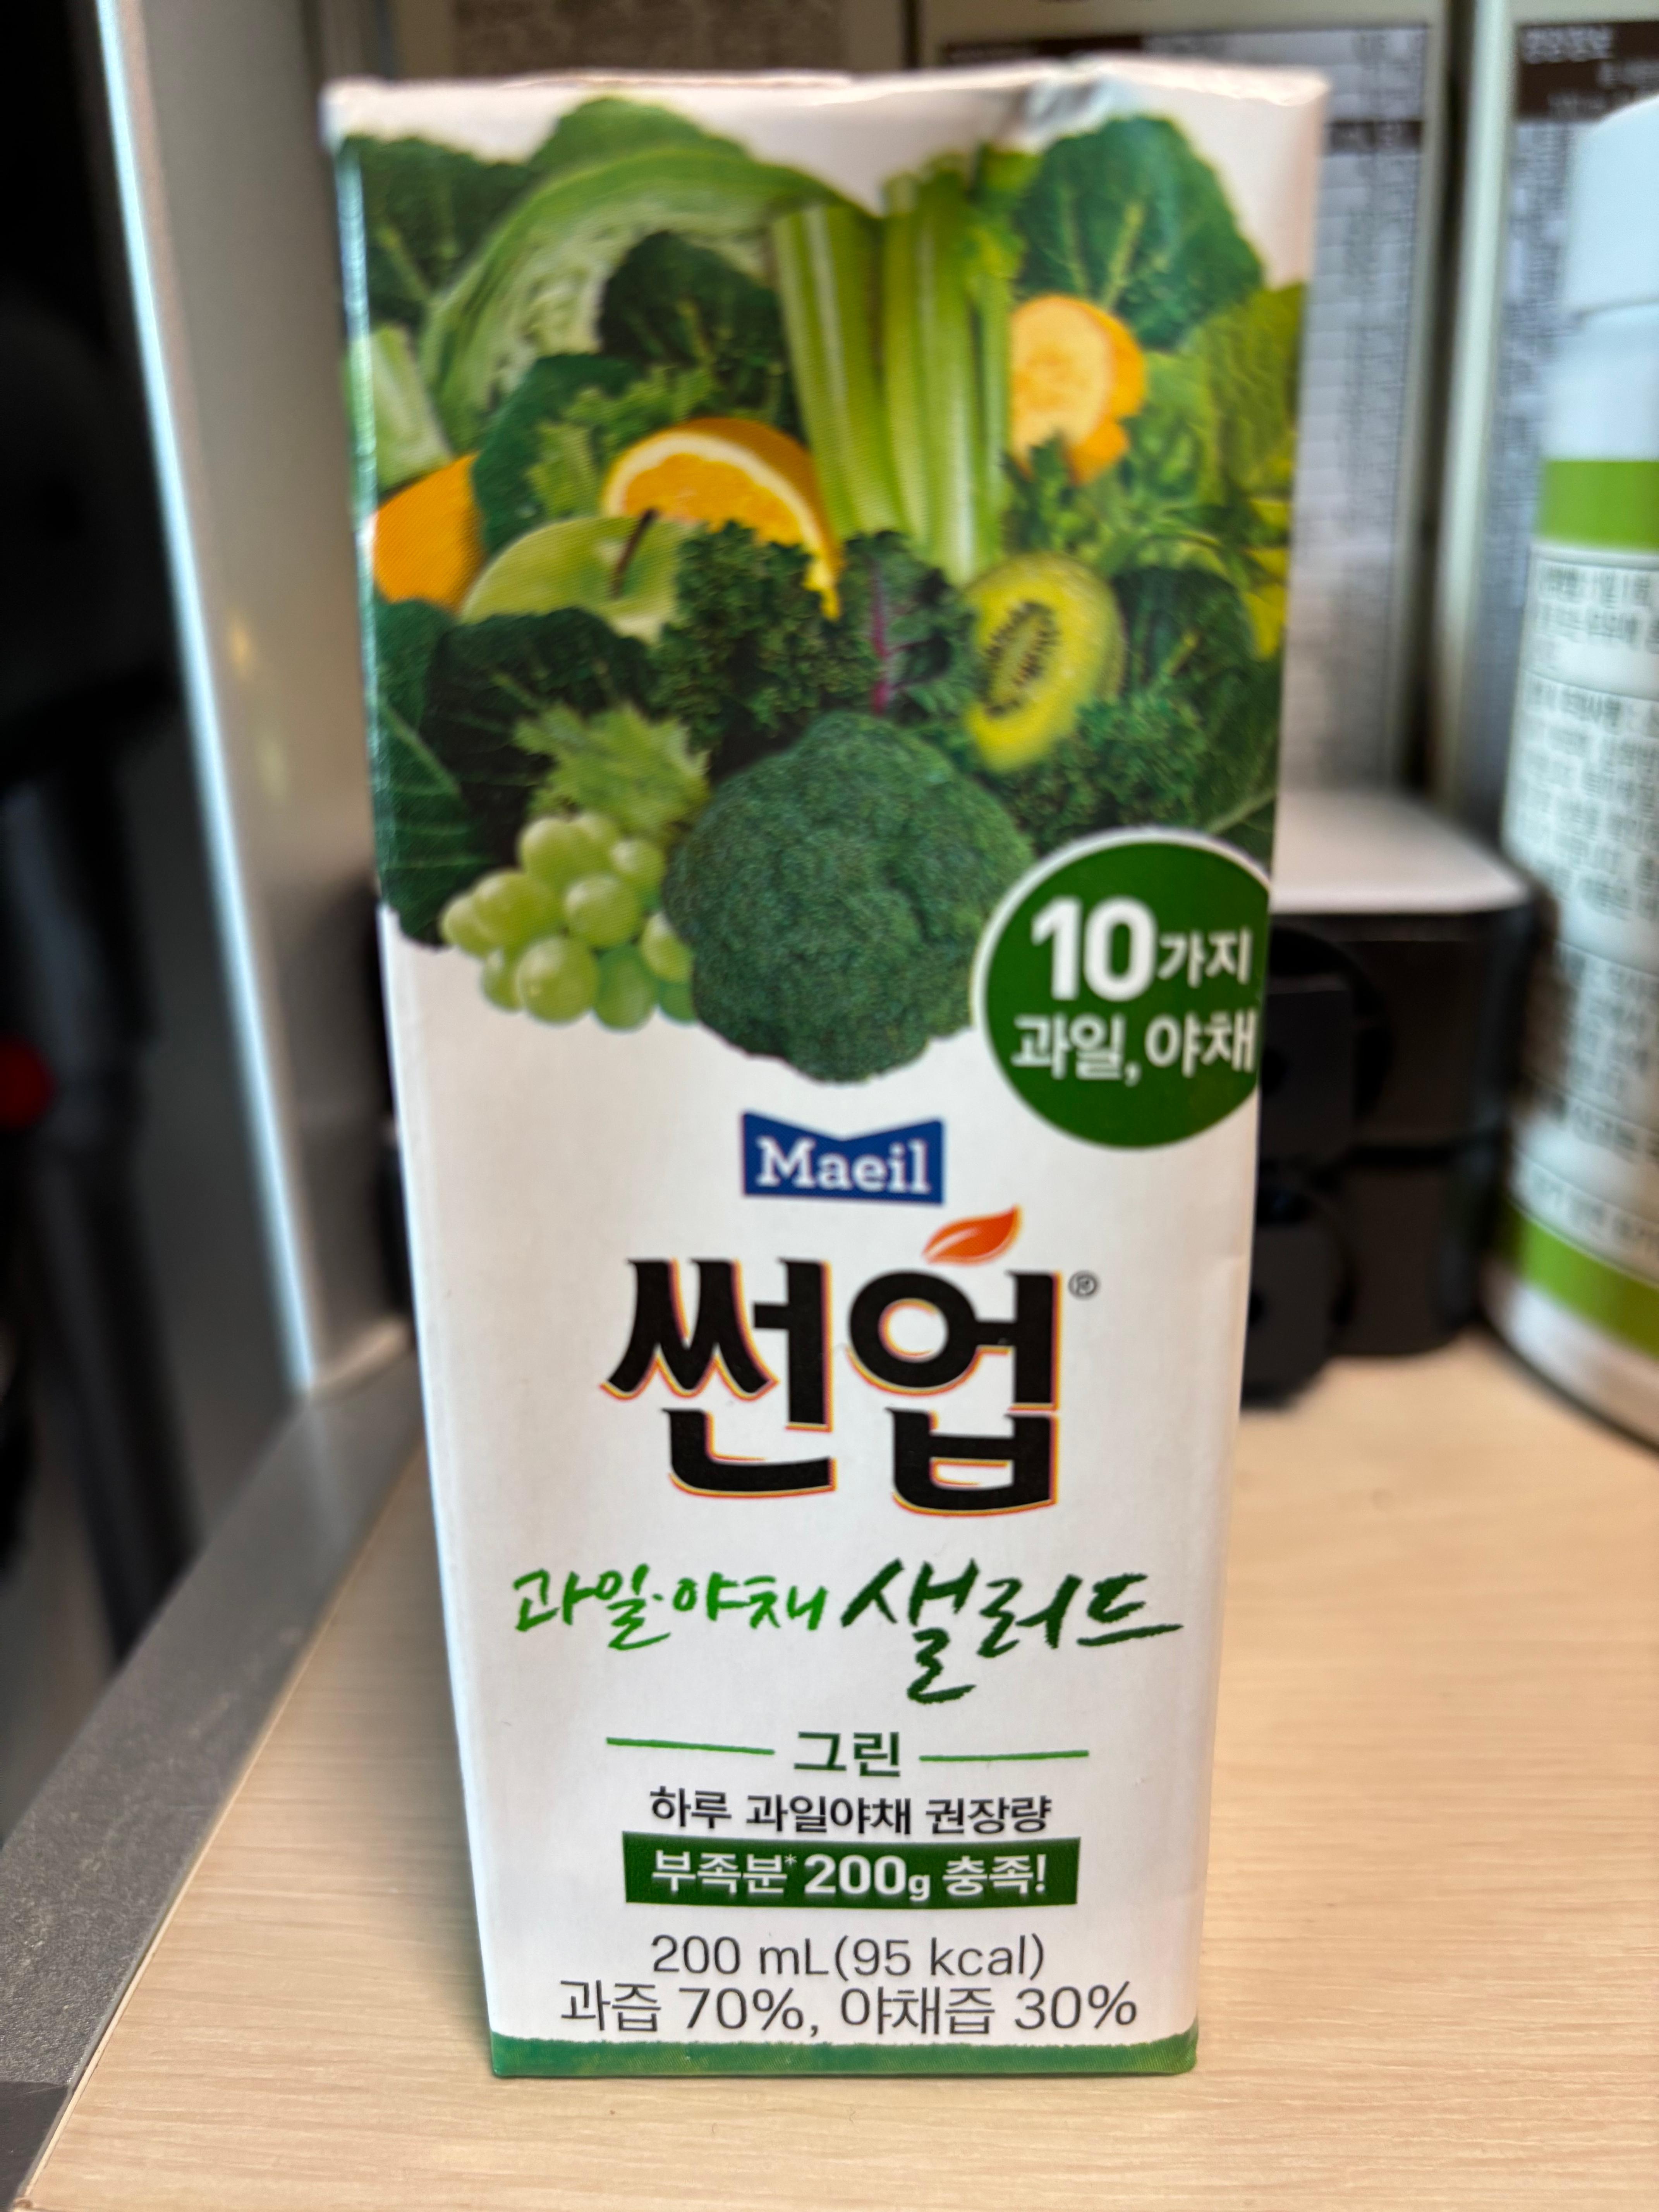 10가지
과일, 야채
Maeil
썬업®
과일·야채 샐러드
그린
하루 과일야채 권장량
부족분* 200g 충족!
200 mL(95 kcal)
과즙 70%, 야채즙 30%